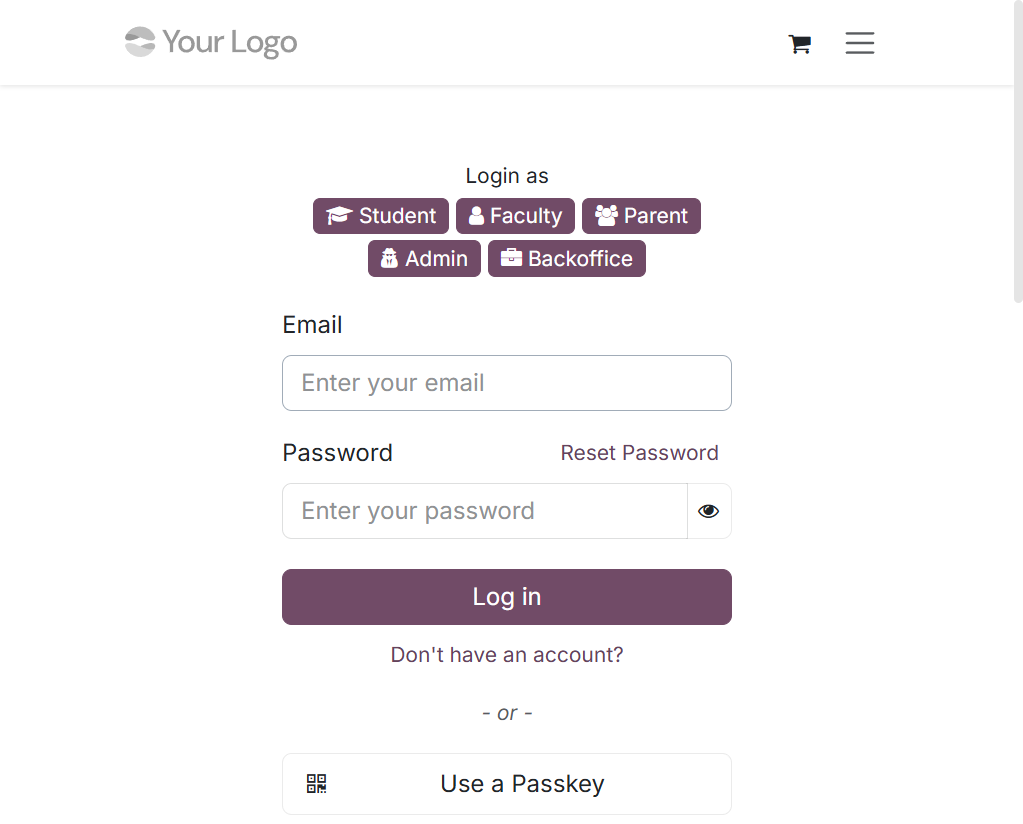 Your Logo
Login as
Student Faculty Parent
Admin Backoffice
Email
Enter your email
Password Reset Password
Enter your password
Log in
Don't have an account?
- or -
Use a Passkey